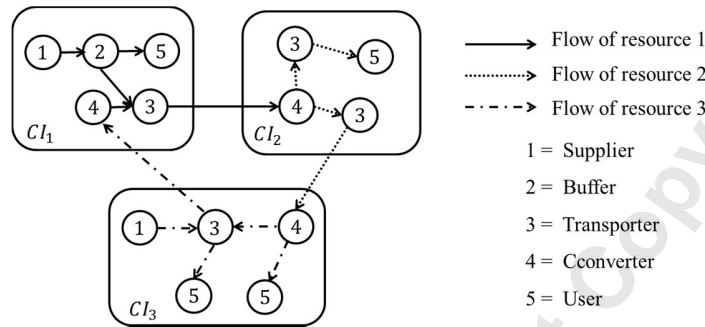 1 2 5
4 3
CI₁
3 5
4 3
CI₂
1 3 4
5 5
CI₃
Flow of resource 1
Flow of resource 2
Flow of resource 3
1 = Supplier
2 = Buffer
3 = Transporter
4 = Cconverter
5 = User
t Copy